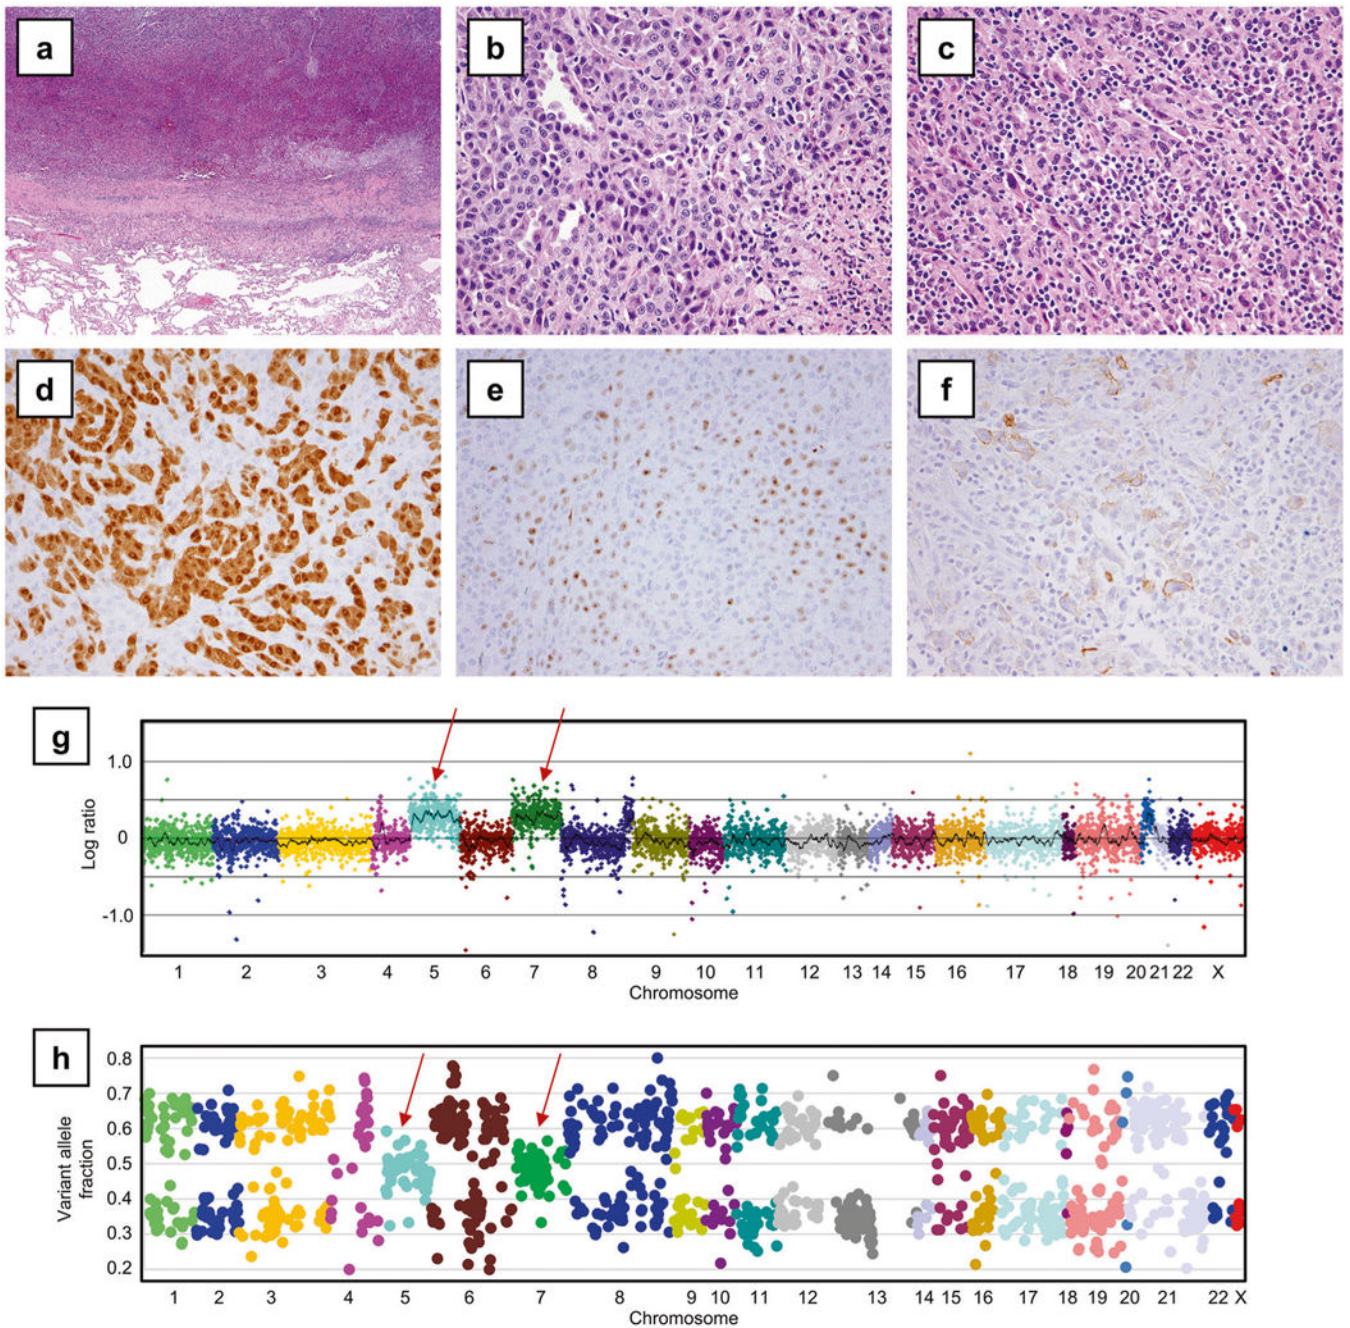 a
b
c
d
e
f
g
1.0
0
-1.0
Log ratio
1 2 3 4 5 6 7 8 9 10 11 12 13 14 15 16 17 18 19 20 21 22 X
Chromosome
h
0.8
0.7
0.6
0.5
0.4
0.3
0.2
Variant allele
fraction
1 2 3 4 5 6 7 8 9 10 11 12 13 14 15 16 17 18 19 20 21 22 X
Chromosome